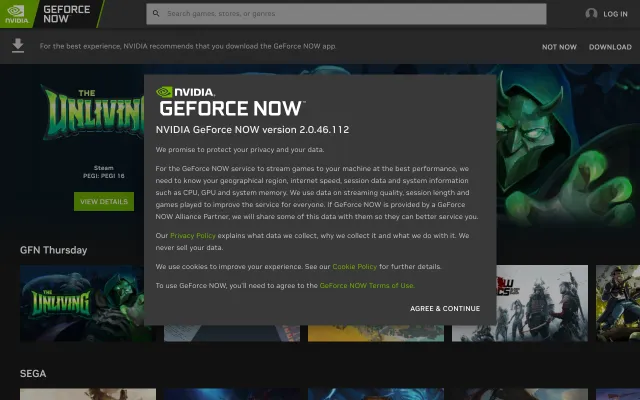 NVIDIA
GEFORCE
NOW
Search games, stores, or genres
LOG IN
For the best experience, NVIDIA recommends that you download the GeForce NOW app.
NOT NOW
DOWNLOAD
THE
UNLIVING
Steam
PEGI: PEGI 16
VIEW DETAILS
NVIDIA.
GEFORCE NOW
NVIDIA GeForce NOW version 2.0.46.112
We promise to protect your privacy and your data.
For the GeForce NOW service to stream games to your machine at the best performance, we
need to know your geographical region, internet speed, session data and system information
such as CPU, GPU and system memory. We use data on streaming quality, session length and
games played to improve the service for everyone. If GeForce NOW is provided by a GeForce
NOW Alliance Partner, we will share some of this data with them so they can better service you.
Our Privacy Policy explains what data we collect, why we collect it and what we do with it. We
never sell your data.
We use cookies to improve your experience. See our Cookie Policy for further details.
To use GeForce NOW, you'll need to agree to the GeForce NOW Terms of Use.
AGREE & CONTINUE
GFN Thursday
THE
UNLIVING
SEGA